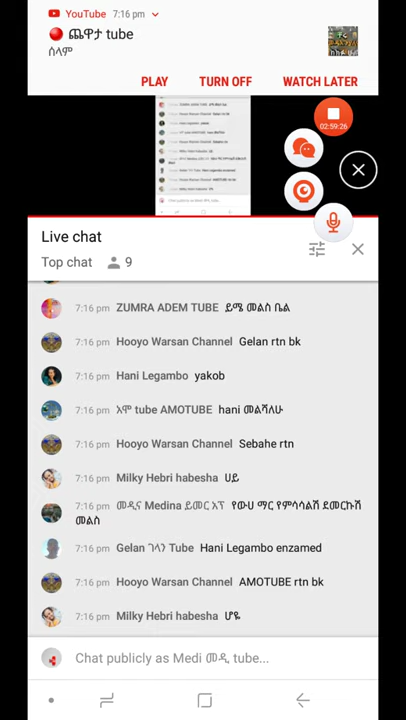 YouTube 7:16 pm
🔴 ጨዋታ tube
ሰላም
PLAY TURN OFF WATCH LATER
02:59:26
Live chat
Top chat 9
7:16 pm ZUMRA ADEM TUBE ይሜ መልስ ቤል
7:16 pm Hooyo Warsan Channel Gelan rtn bk
7:16 pm Hani Legambo yakob
7:16 pm አሞ tube AMOTUBE hani መልሻለሁ
7:16 pm Hooyo Warsan Channel Sebahe rtn
7:16 pm Milky Hebri habesha ሀይ
7:16 pm መዲና Medina ይመር አፕ የውሀ ማር የምሳሳልሽ ደመርኩሽ
መልስ
7:16 pm Gelan ገላን Tube Hani Legambo enzamed
7:16 pm Hooyo Warsan Channel AMOTUBE rtn bk
7:16 pm Milky Hebri habesha ሆዬ
Chat publicly as Medi መዲ tube...